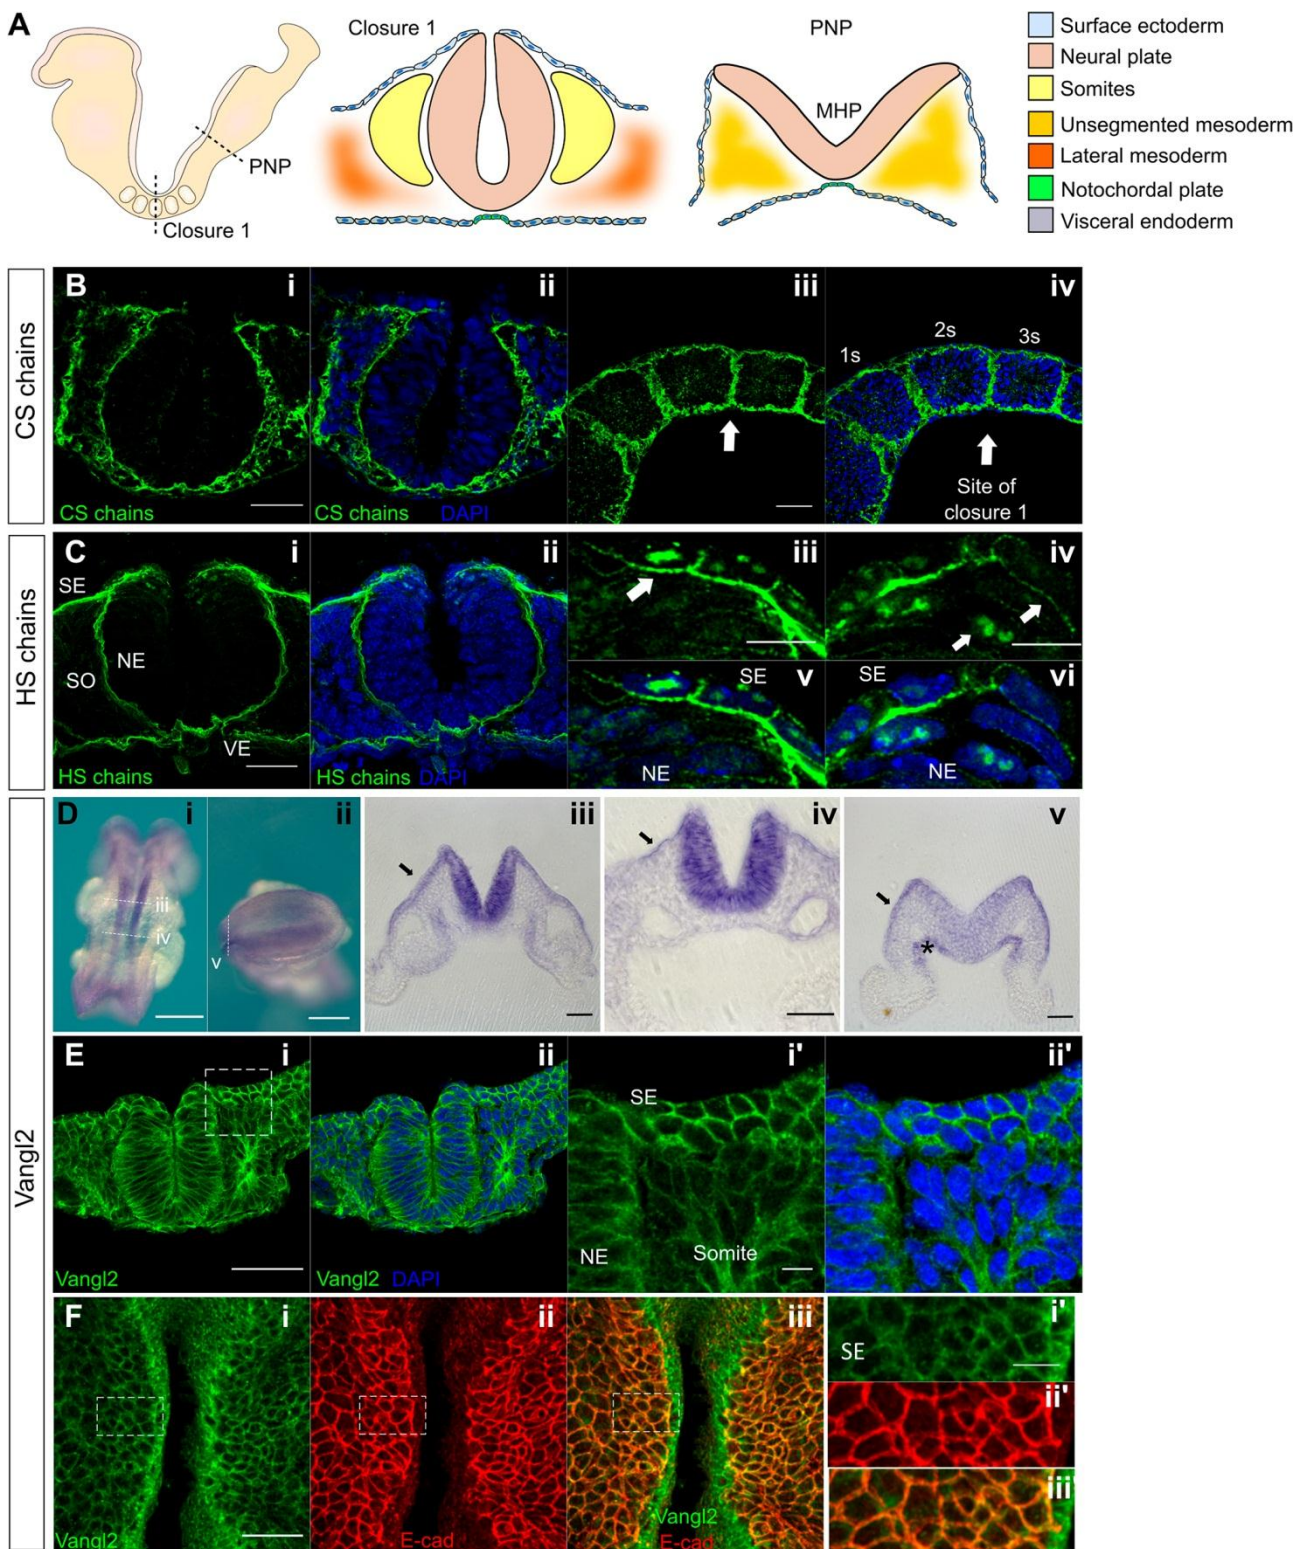 A
Closure 1
PNP
MHP
PNP
Closure 1
Surface ectoderm
Neural plate
Somites
Unsegmented mesoderm
Lateral mesoderm
Notochordal plate
Visceral endoderm
CS chains
B
i
ii
iii
iv
1s
2s
3s
Site of
closure 1
CS chains
CS chains DAPI
HS chains
C
i
ii
iii
iv
SE
NE
SO
VE
HS chains
HS chains DAPI
SE
v
NE
SE
vi
NE
Vangl2
D
i
ii
iii
iv
v
iii
iv
v
*
E
i
ii
i'
ii'
SE
NE
Somite
Vangl2
Vangl2 DAPI
F
i
ii
iii
i'
SE
ii'
iii'
Vangl2
E-cad
Vangl2
E-cad